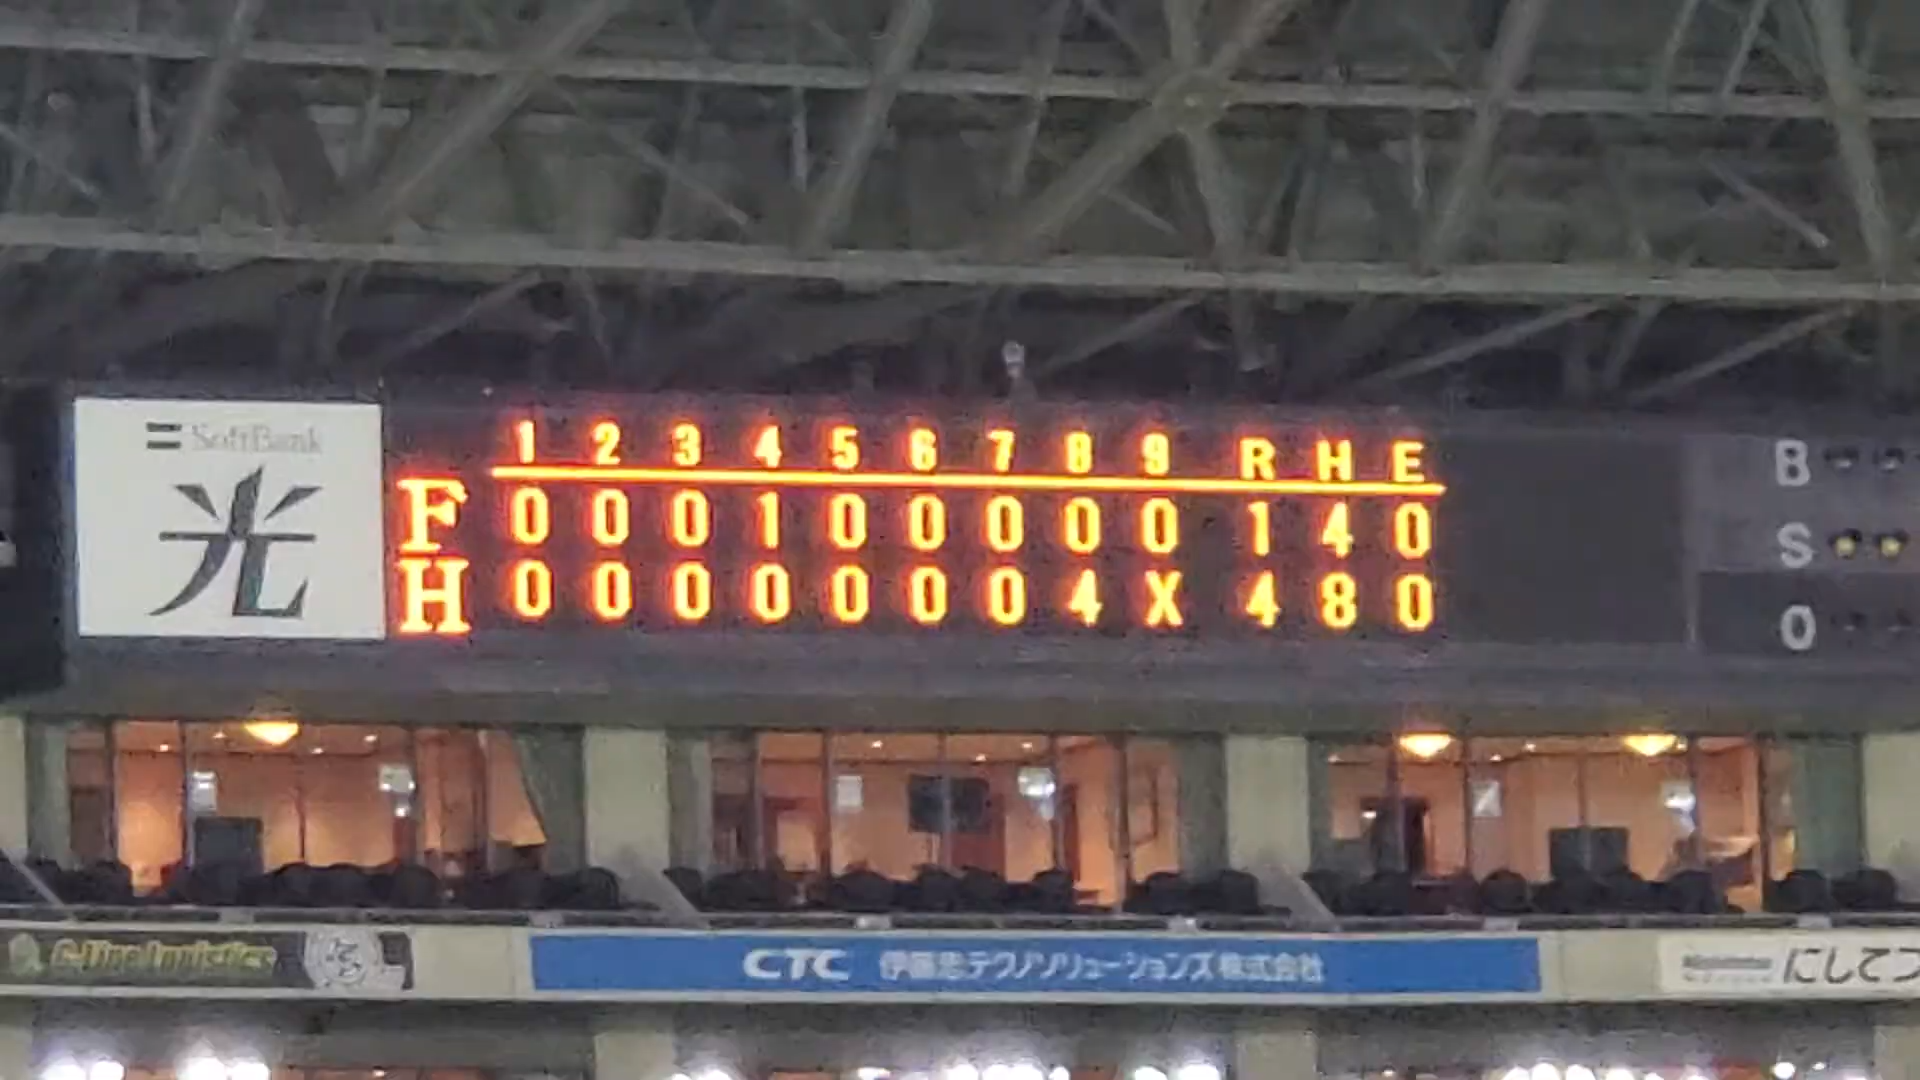 SoftBank
光
1 2 3 4 5 6 7 8 9 R H E
F 0 0 0 1 0 0 0 0 0 1 4 0
H 0 0 0 0 0 0 0 4 X 4 8 0
B
S
O
CTC 伊藤忠テクノソリューションズ株式会社
にしてつ